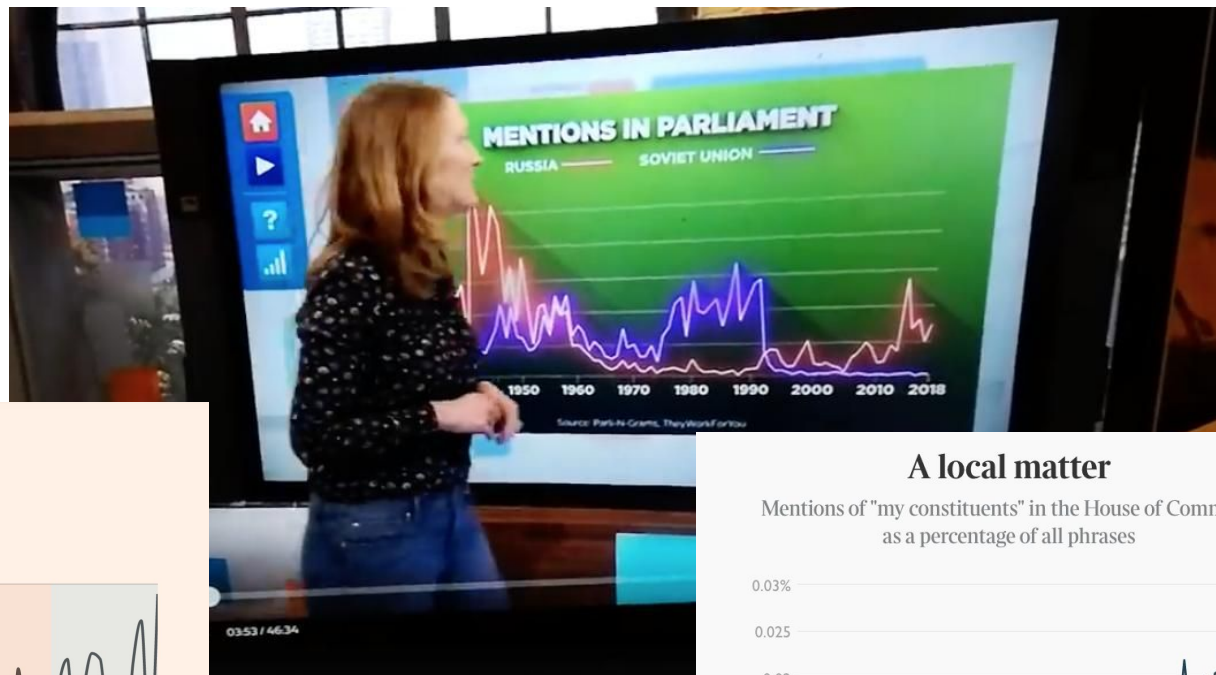 ?
MENTIONS IN PARLIAMENT
RUSSIA SOVIET UNION
1950 1960 1970 1980 1990 2000 2010 2018
Source: Parli-N-Grams, TheyWorkForYou
03:53 / 46:34
A local matter
Mentions of "my constituents" in the House of Comm
as a percentage of all phrases
0.03%
0.025